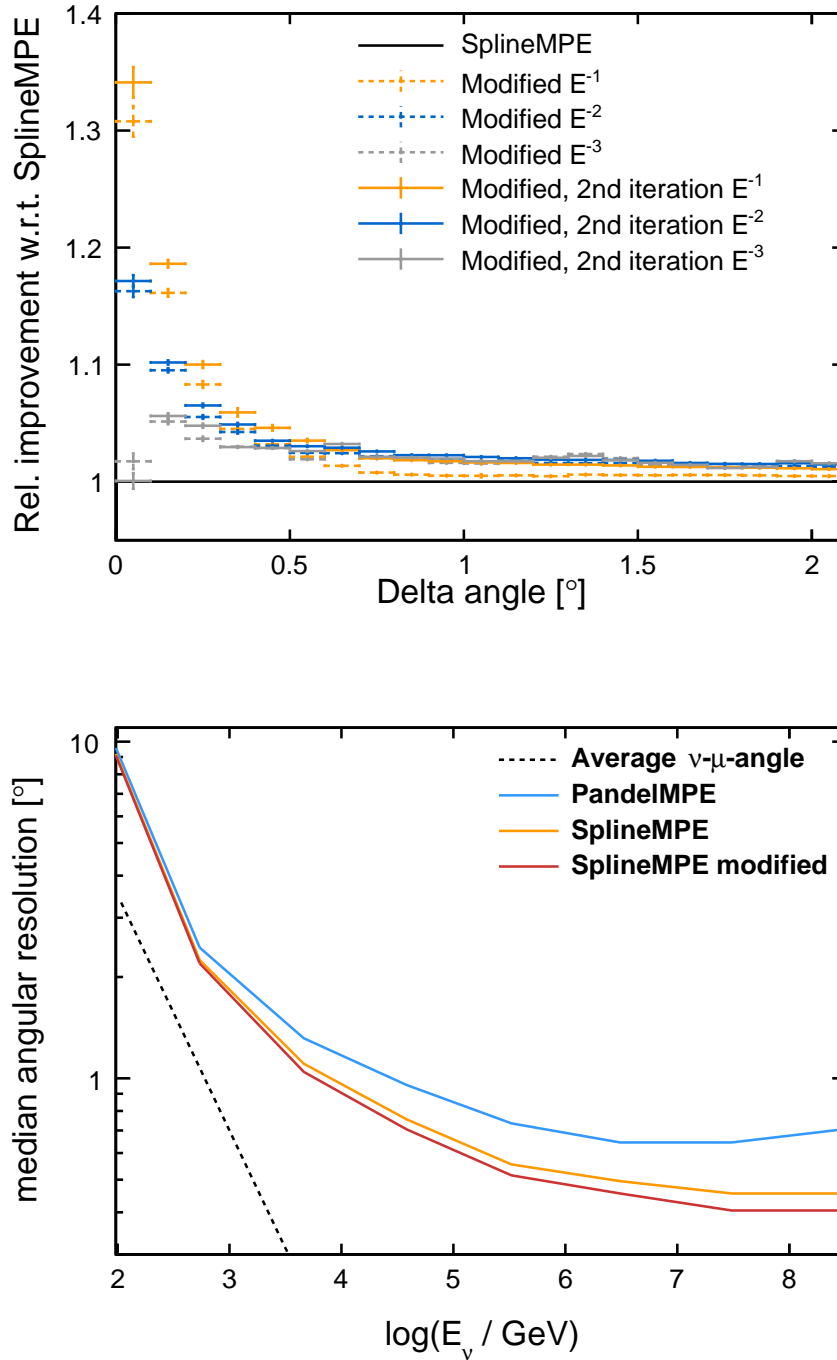 Rel. improvement w.r.t. SplineMPE
1.4
1.3
1.2
1.1
1
SplineMPE
Modified E⁻¹
Modified E⁻²
Modified E⁻³
Modified, 2nd iteration E⁻¹
Modified, 2nd iteration E⁻²
Modified, 2nd iteration E⁻³
0 0.5 1 1.5 2
Delta angle [°]
median angular resolution [°]
10
1
Average ν-μ-angle
PandelMPE
SplineMPE
SplineMPE modified
2 3 4 5 6 7 8
log(E_ν / GeV)